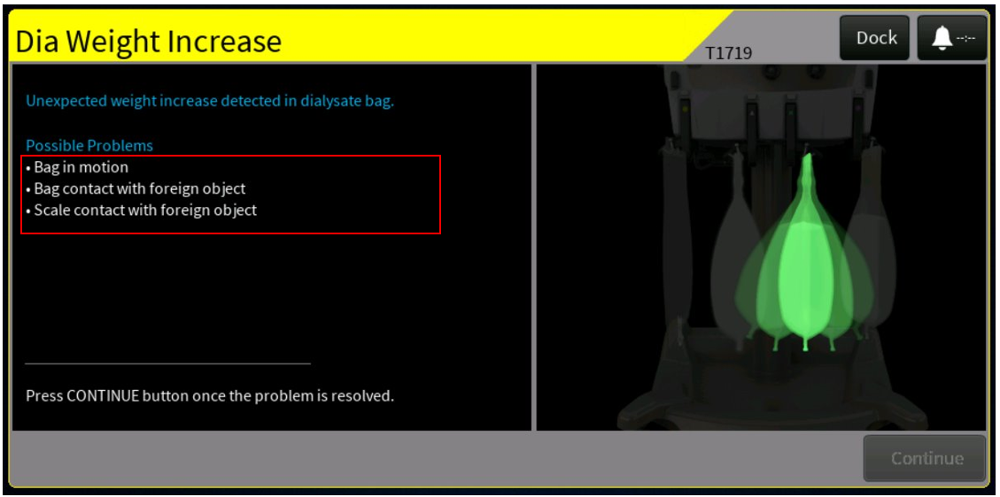 Dia Weight Increase
T1719
Dock
--:--
Unexpected weight increase detected in dialysate bag.
Possible Problems
• Bag in motion
• Bag contact with foreign object
• Scale contact with foreign object
Press CONTINUE button once the problem is resolved.
Continue